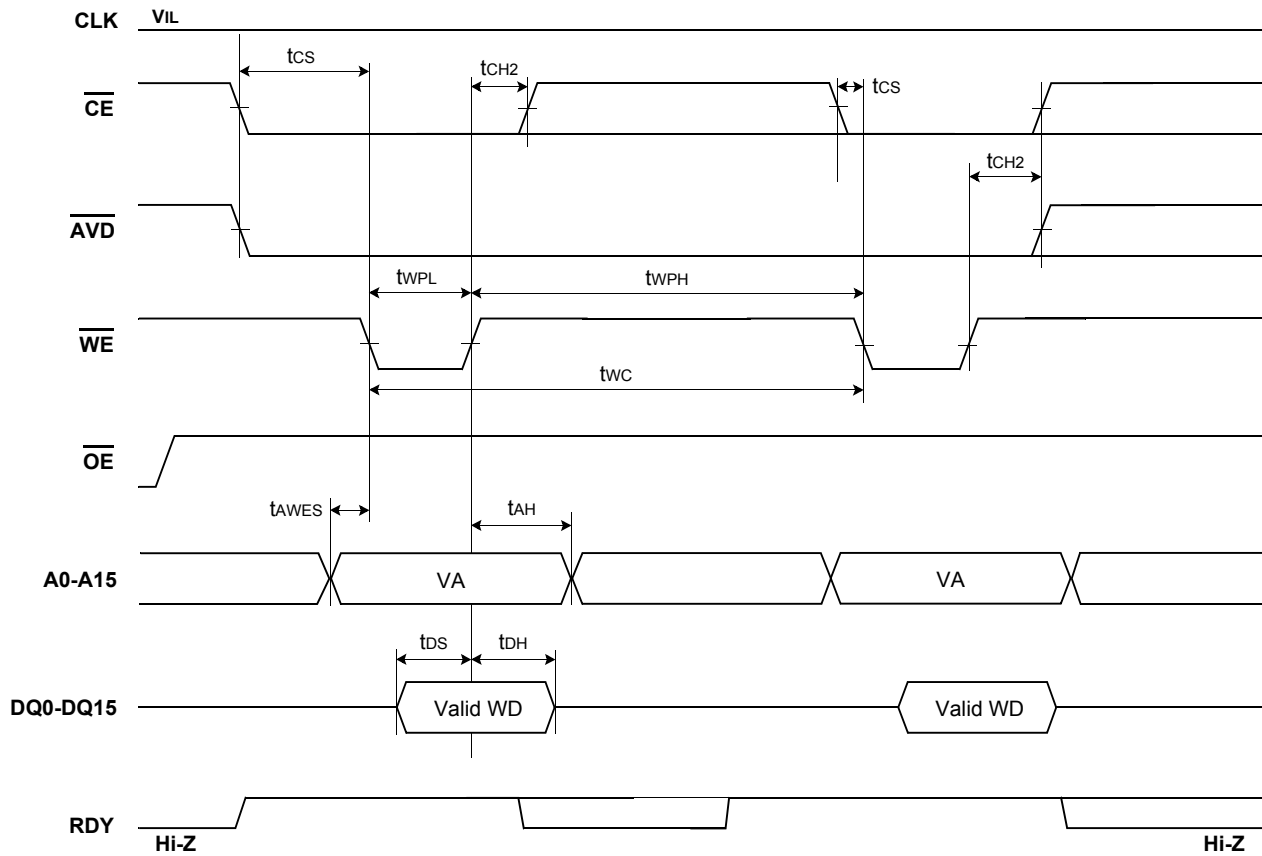 CLK VIL
tCS tCH2 tCS
CE
tCH2
AVD
tWPL tWPH
WE
tWC
OE
tAWES tAH
A0-A15 VA VA
tDS tDH
DQ0-DQ15 Valid WD Valid WD
RDY
Hi-Z Hi-Z